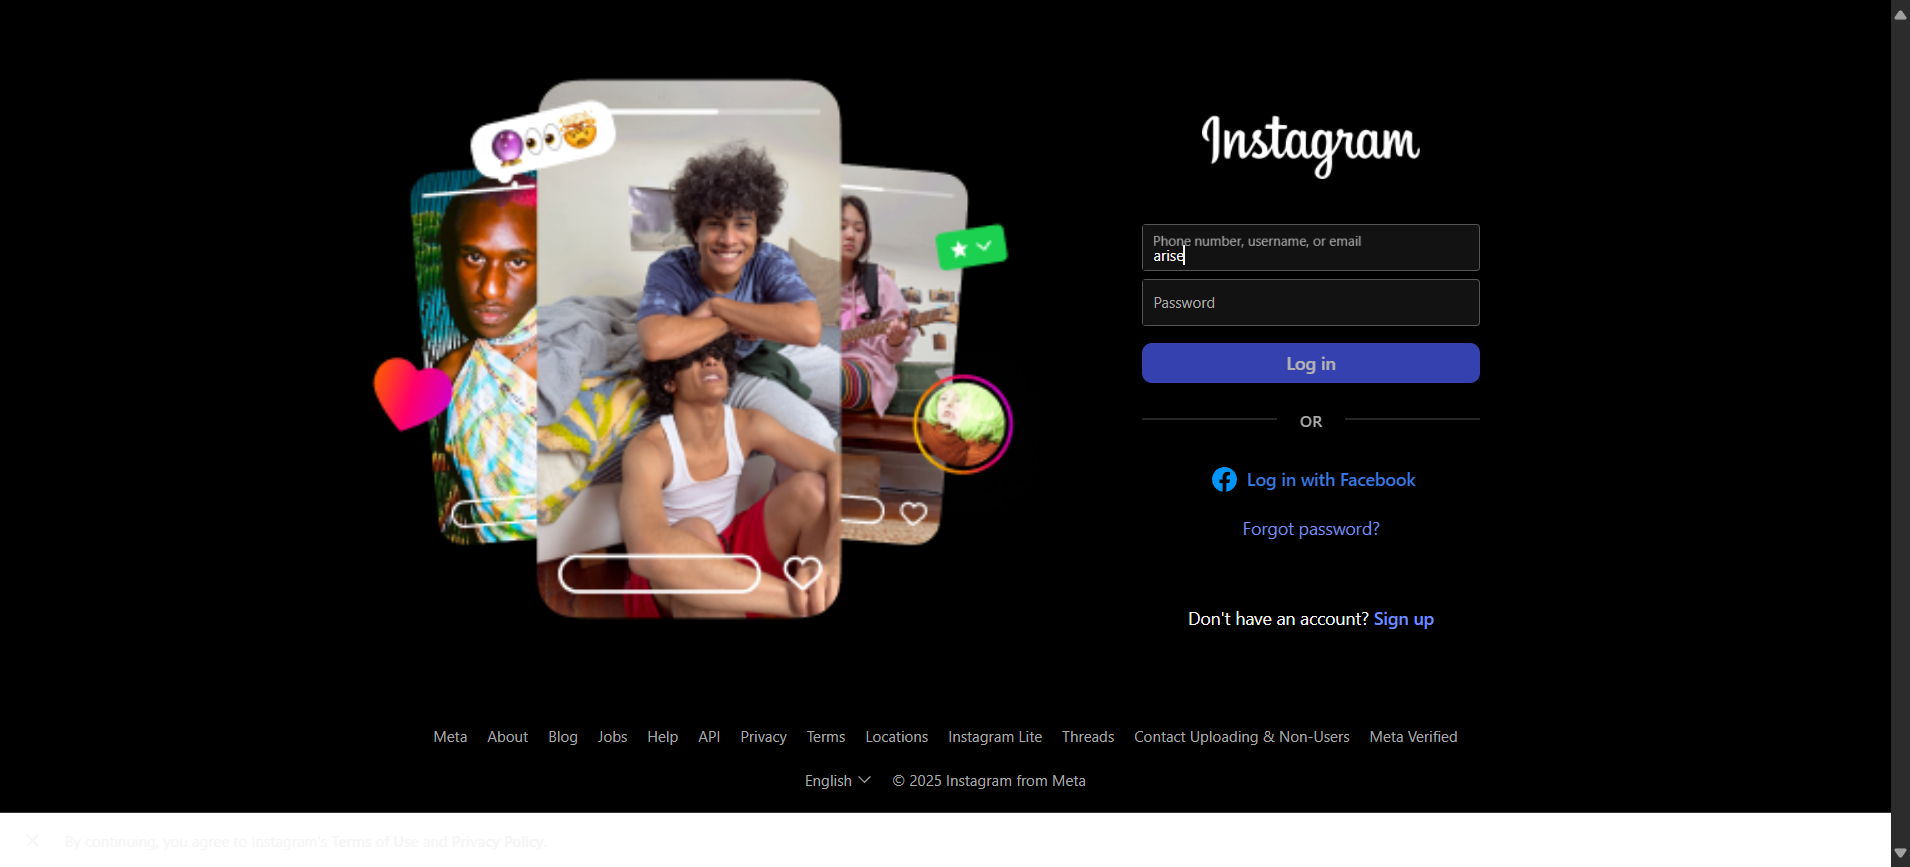 Instagram
Phone number, username, or email
arise
Password
Log in
OR
Log in with Facebook
Forgot password?
Don't have an account? Sign up
Meta About Blog Jobs Help API Privacy Terms Locations Instagram Lite Threads Contact Uploading & Non-Users Meta Verified
English © 2025 Instagram from Meta
By continuing, you agree to Instagram's Terms of Use and Privacy Policy.